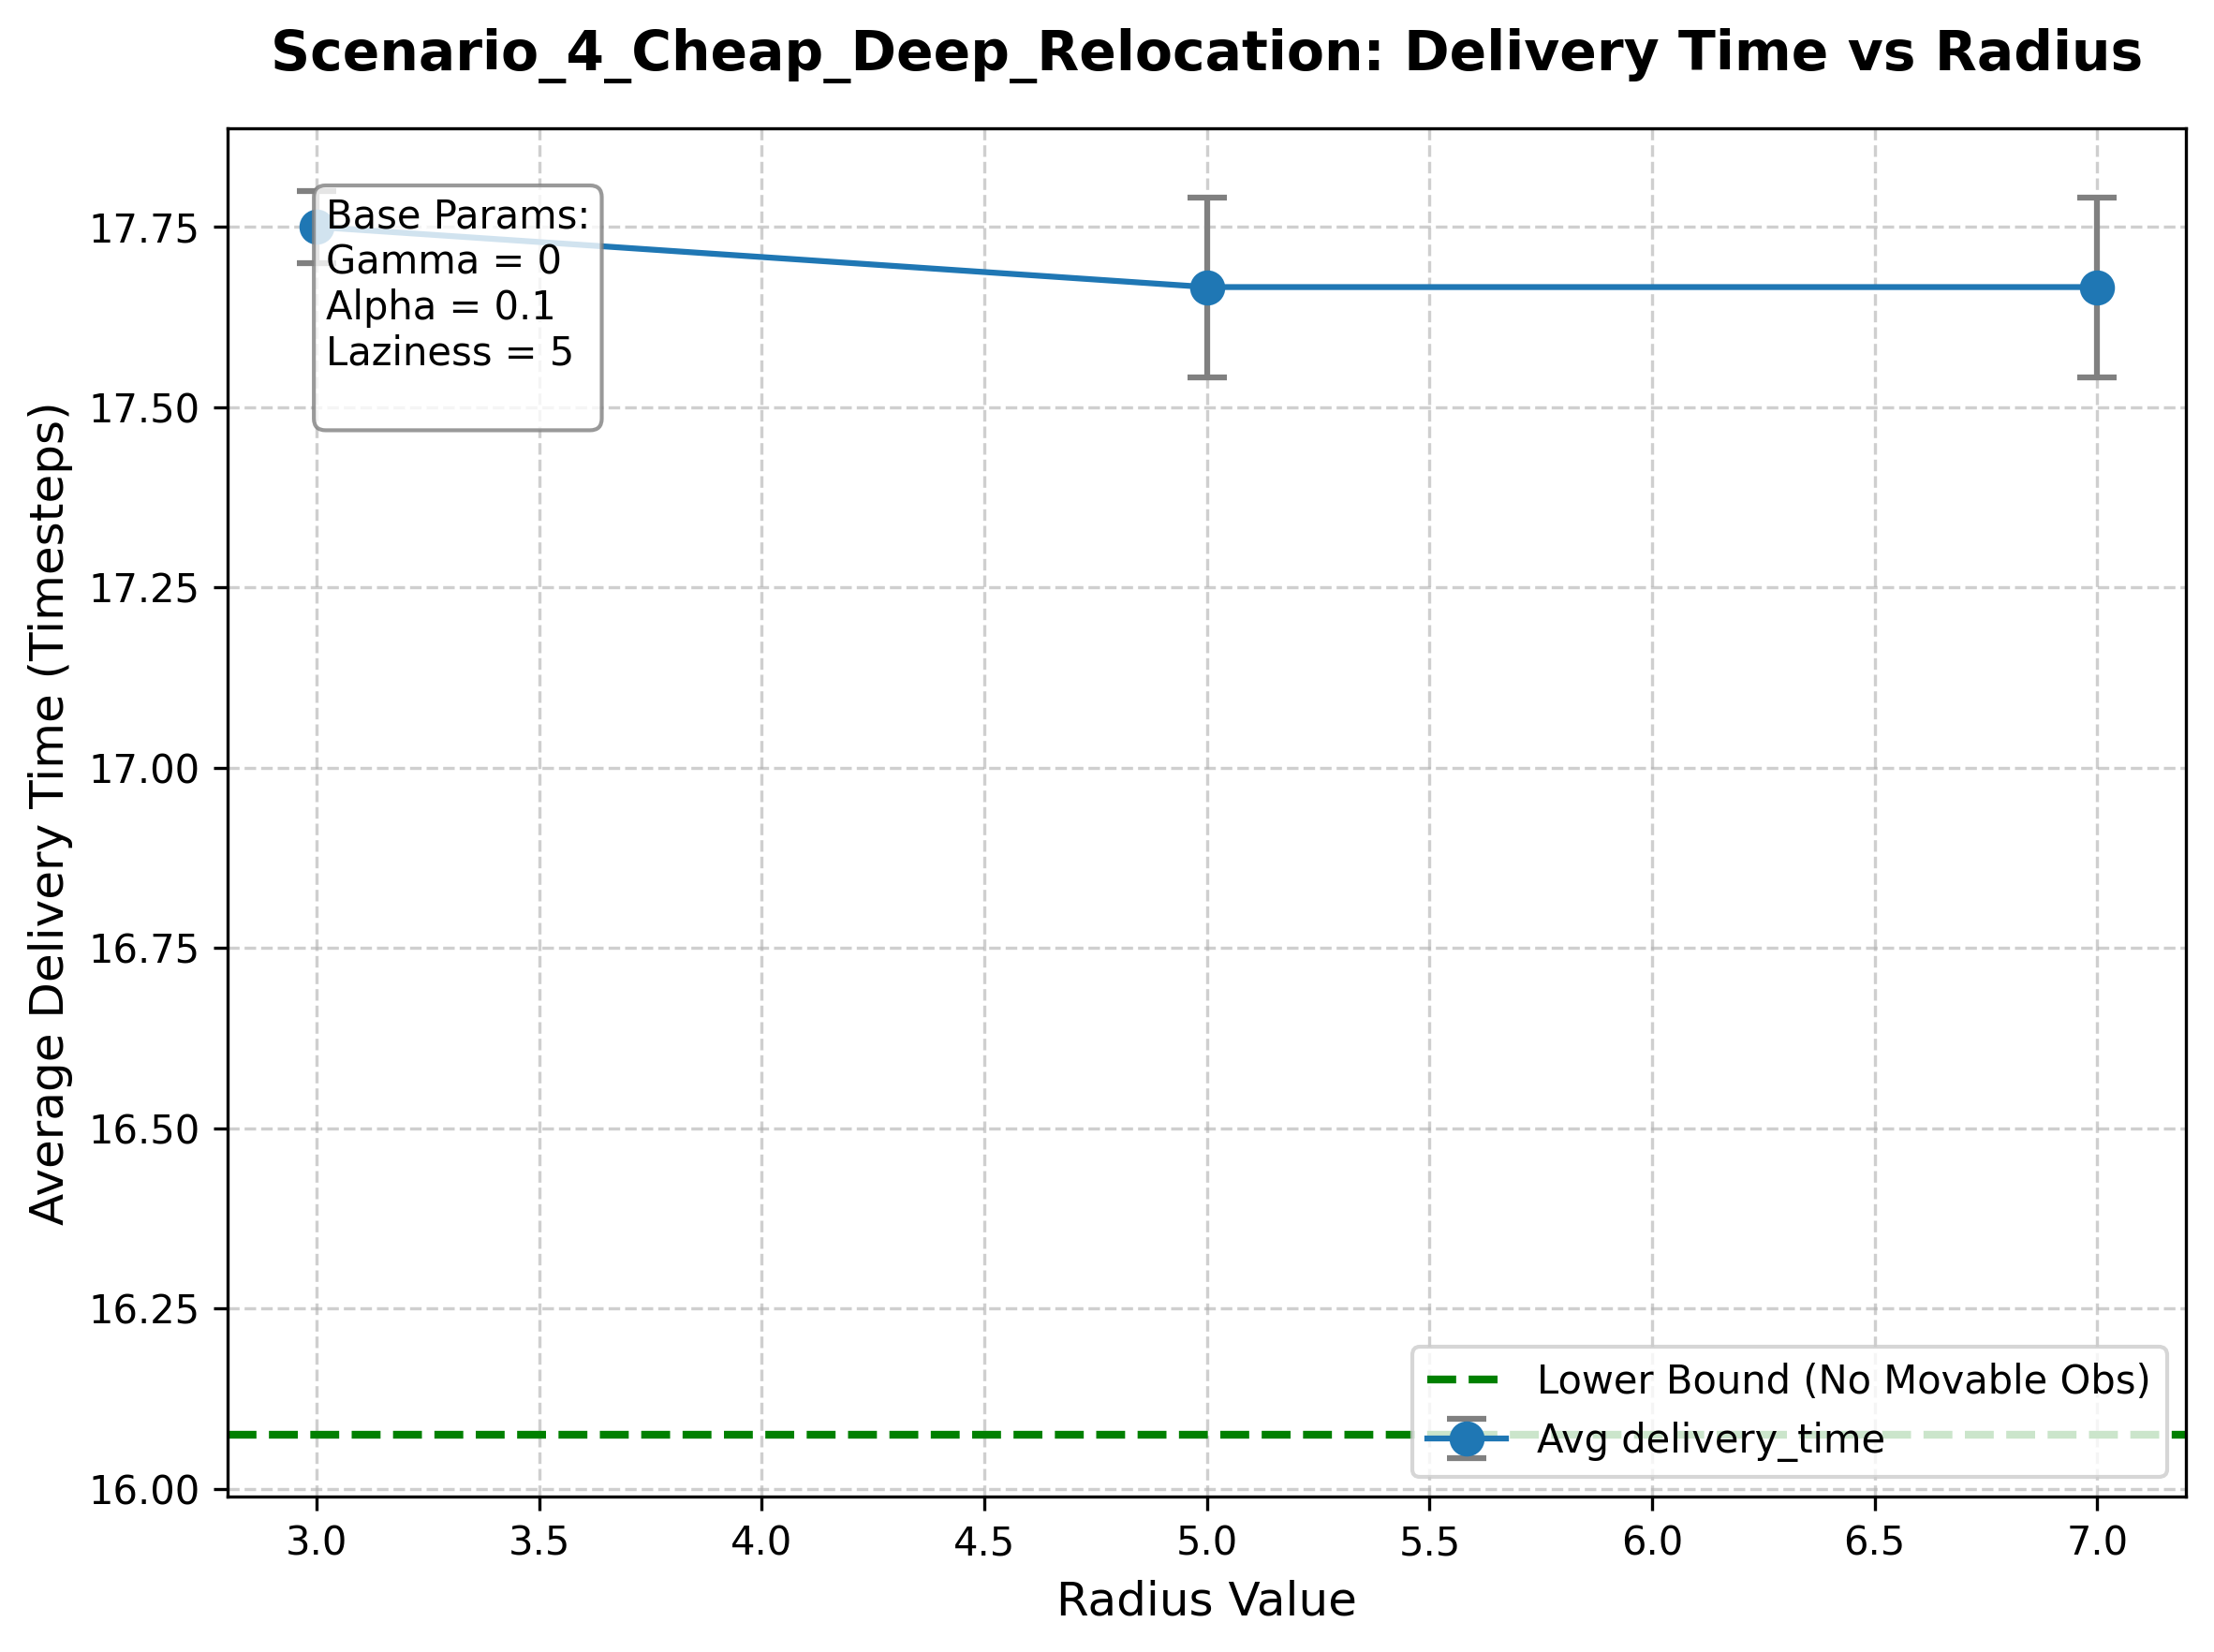 Scenario_4_Cheap_Deep_Relocation: Delivery Time vs Radius
Average Delivery Time (Timesteps)
17.75
17.50
17.25
17.00
16.75
16.50
16.25
16.00
Base Params:
Gamma = 0
Alpha = 0.1
Laziness = 5
Lower Bound (No Movable Obs)
Avg delivery_time
3.0 3.5 4.0 4.5 5.0 5.5 6.0 6.5 7.0
Radius Value